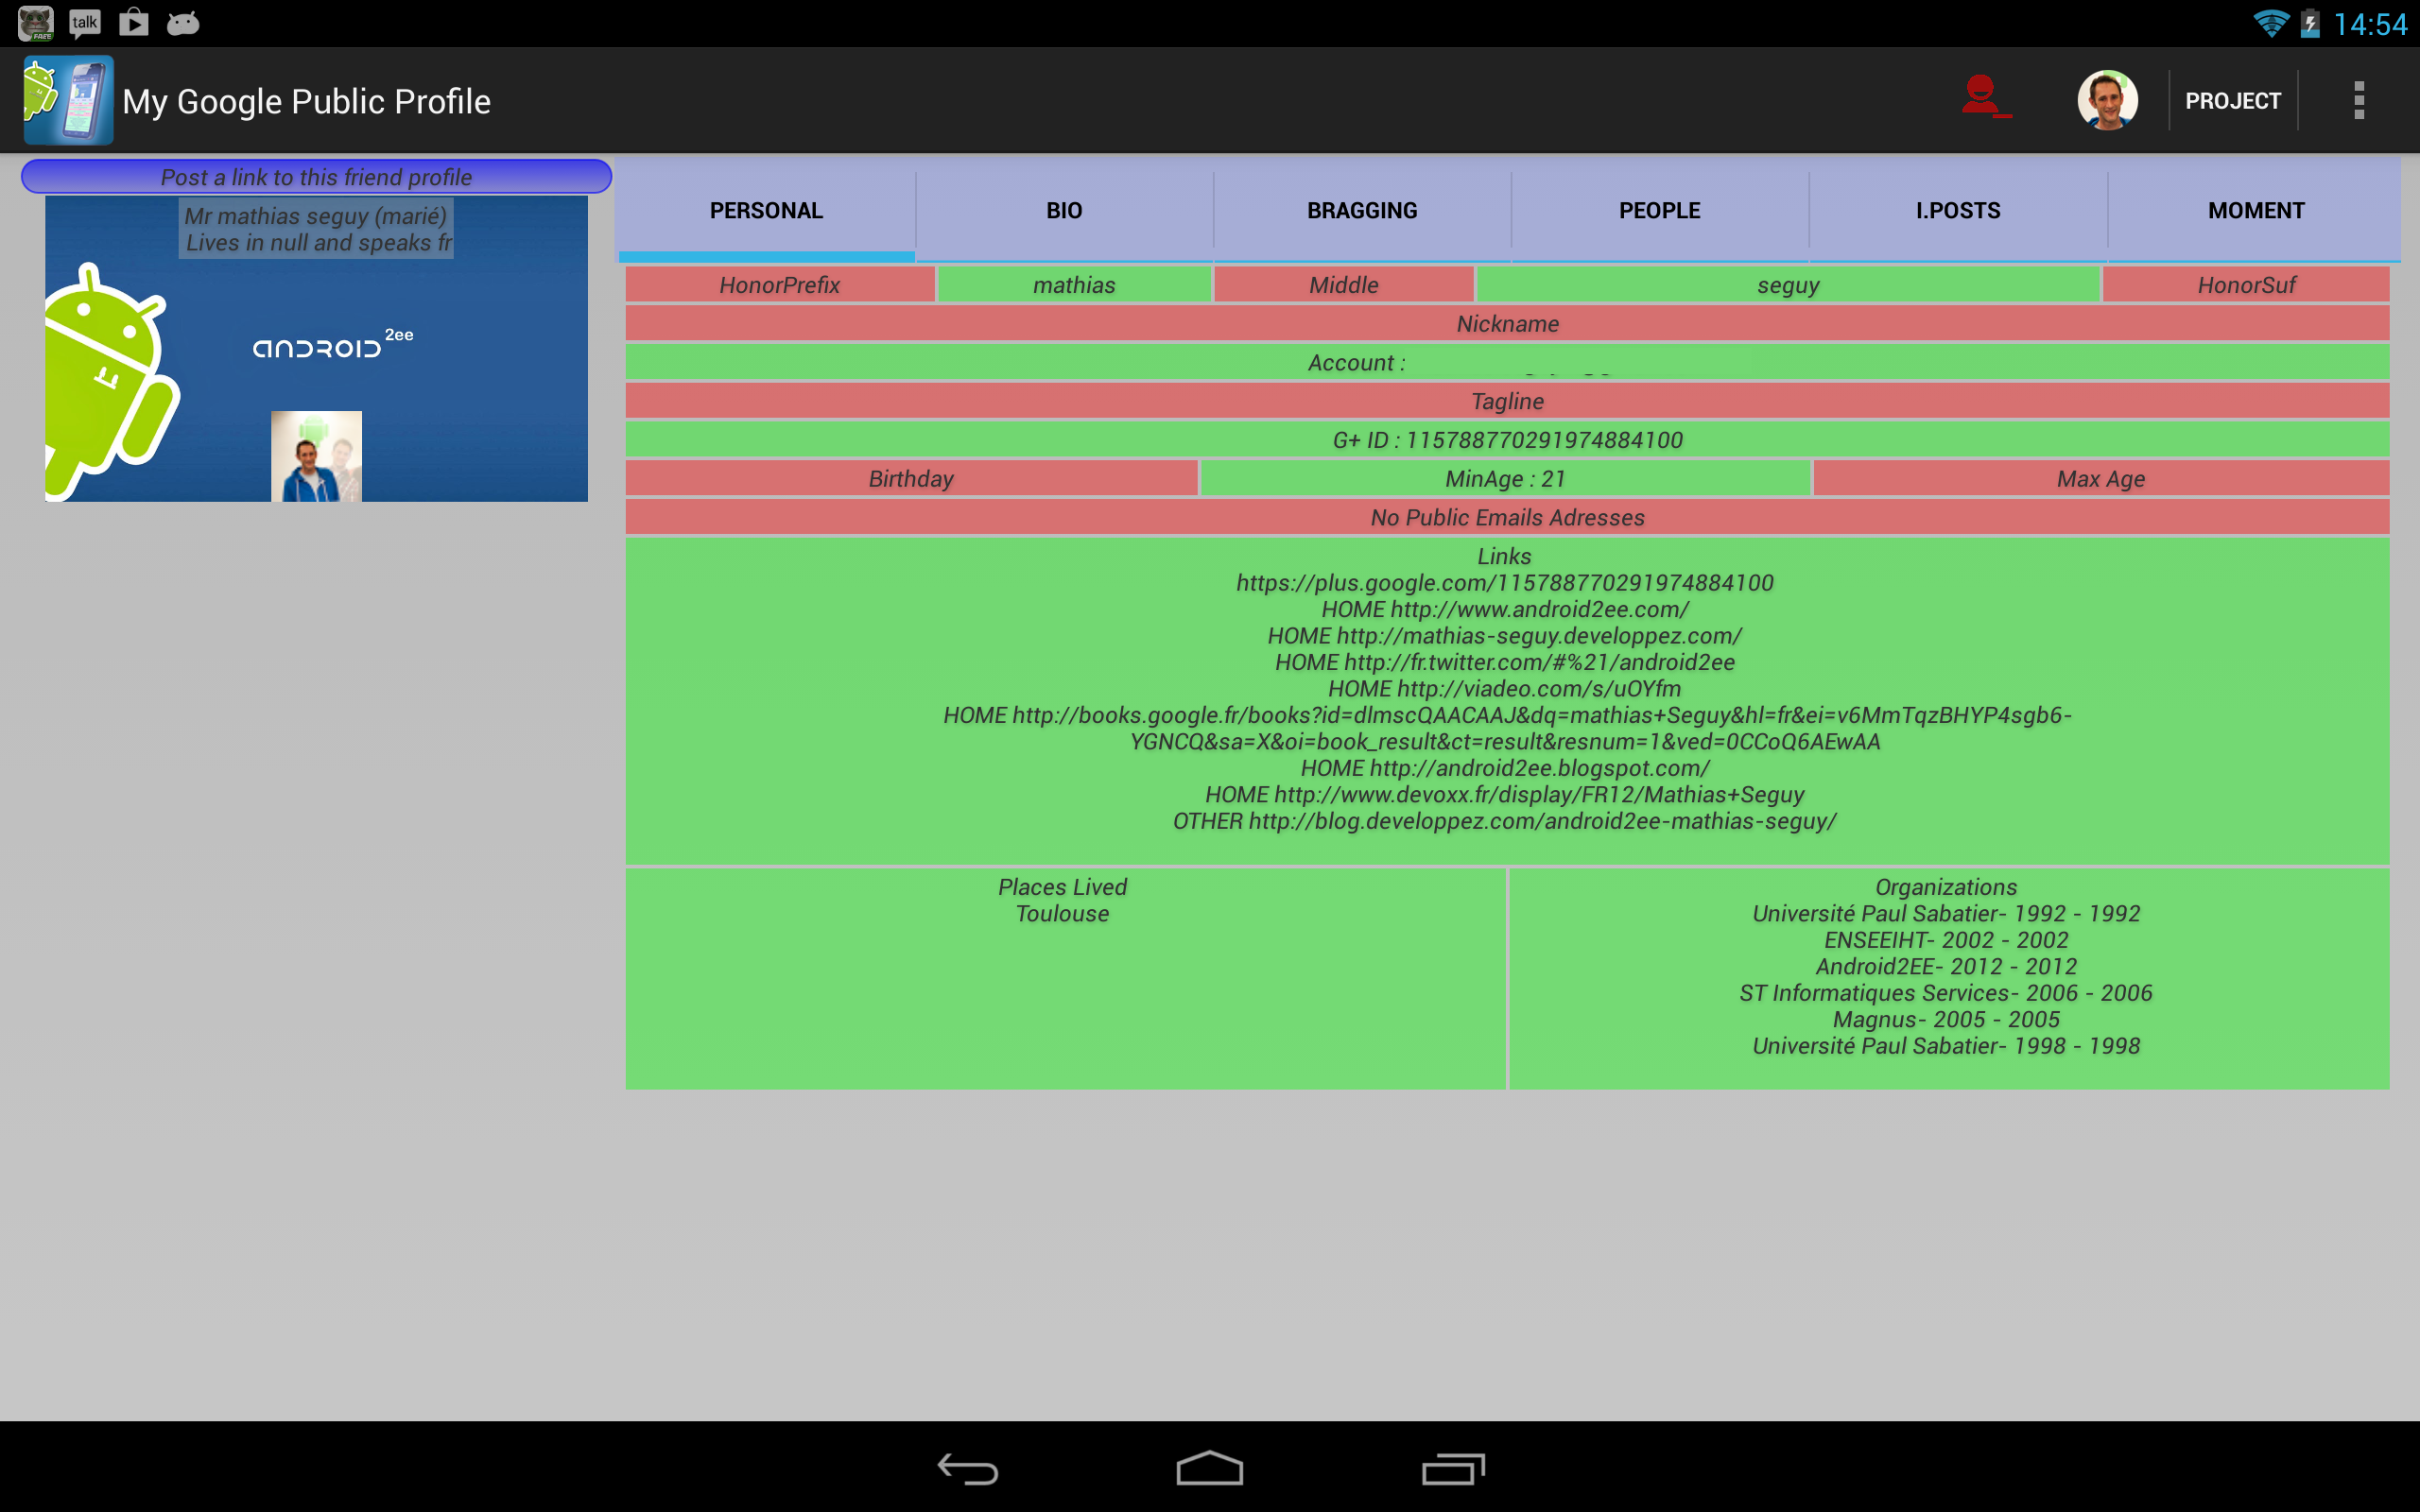 talk
FREE
14:54
My Google Public Profile
PROJECT
Post a link to this friend profile
Mr mathias seguy (marié)
Lives in null and speaks fr
ANDROID 2ee
PERSONAL BIO BRAGGING PEOPLE I.POSTS MOMENT
HonorPrefix mathias Middle seguy HonorSuf
Nickname
Account :
Tagline
G+ ID : 115788770291974884100
Birthday MinAge : 21 Max Age
No Public Emails Adresses
Links
https://plus.google.com/115788770291974884100
HOME http://www.android2ee.com/
HOME http://mathias-seguy.developpez.com/
HOME http://fr.twitter.com/#%21/android2ee
HOME http://viadeo.com/s/uOYfm
HOME http://books.google.fr/books?id=dlmscQAACAAJ&dq=mathias+Seguy&hl=fr&ei=v6MmTqzBHYP4sgb6-
YGNCQ&sa=X&oi=book_result&ct=result&resnum=1&ved=0CCoQ6AEwAA
HOME http://android2ee.blogspot.com/
HOME http://www.devoxx.fr/display/FR12/Mathias+Seguy
OTHER http://blog.developpez.com/android2ee-mathias-seguy/
Places Lived
Toulouse
Organizations
Université Paul Sabatier- 1992 - 1992
ENSEEIHT- 2002 - 2002
Android2EE- 2012 - 2012
ST Informatiques Services- 2006 - 2006
Magnus- 2005 - 2005
Université Paul Sabatier- 1998 - 1998